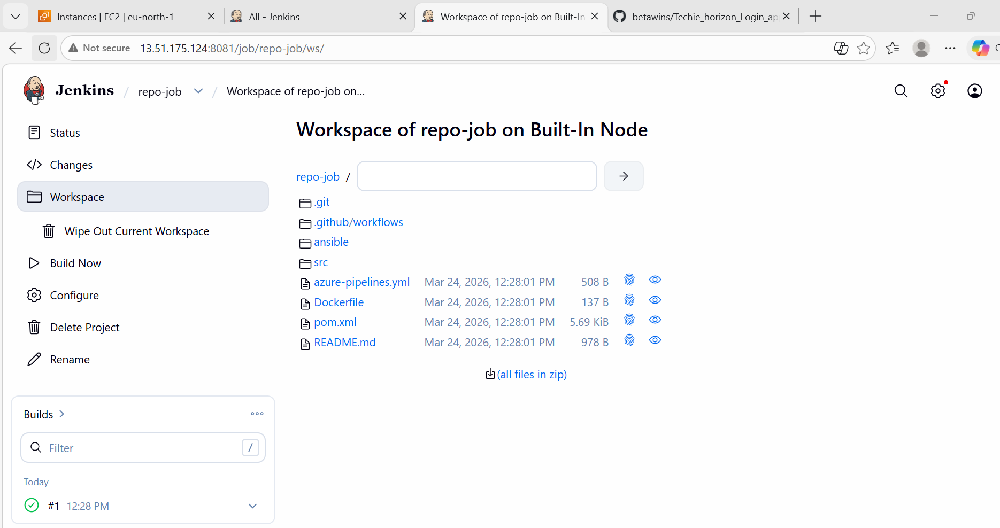 Instances | EC2 | eu-north-1
All - Jenkins
Workspace of repo-job on Built-In
betawins/Techie_horizon_Login_ap
Not secure 13.51.175.124:8081/job/repo-job/ws/
Jenkins / repo-job / Workspace of repo-job on...
Status
Changes
Workspace
Wipe Out Current Workspace
Build Now
Configure
Delete Project
Rename
Builds
Filter /
Today
#1 12:28 PM
Workspace of repo-job on Built-In Node
repo-job /
.git
.github/workflows
ansible
src
azure-pipelines.yml Mar 24, 2026, 12:28:01 PM 508 B
Dockerfile Mar 24, 2026, 12:28:01 PM 137 B
pom.xml Mar 24, 2026, 12:28:01 PM 5.69 KiB
README.md Mar 24, 2026, 12:28:01 PM 978 B
(all files in zip)